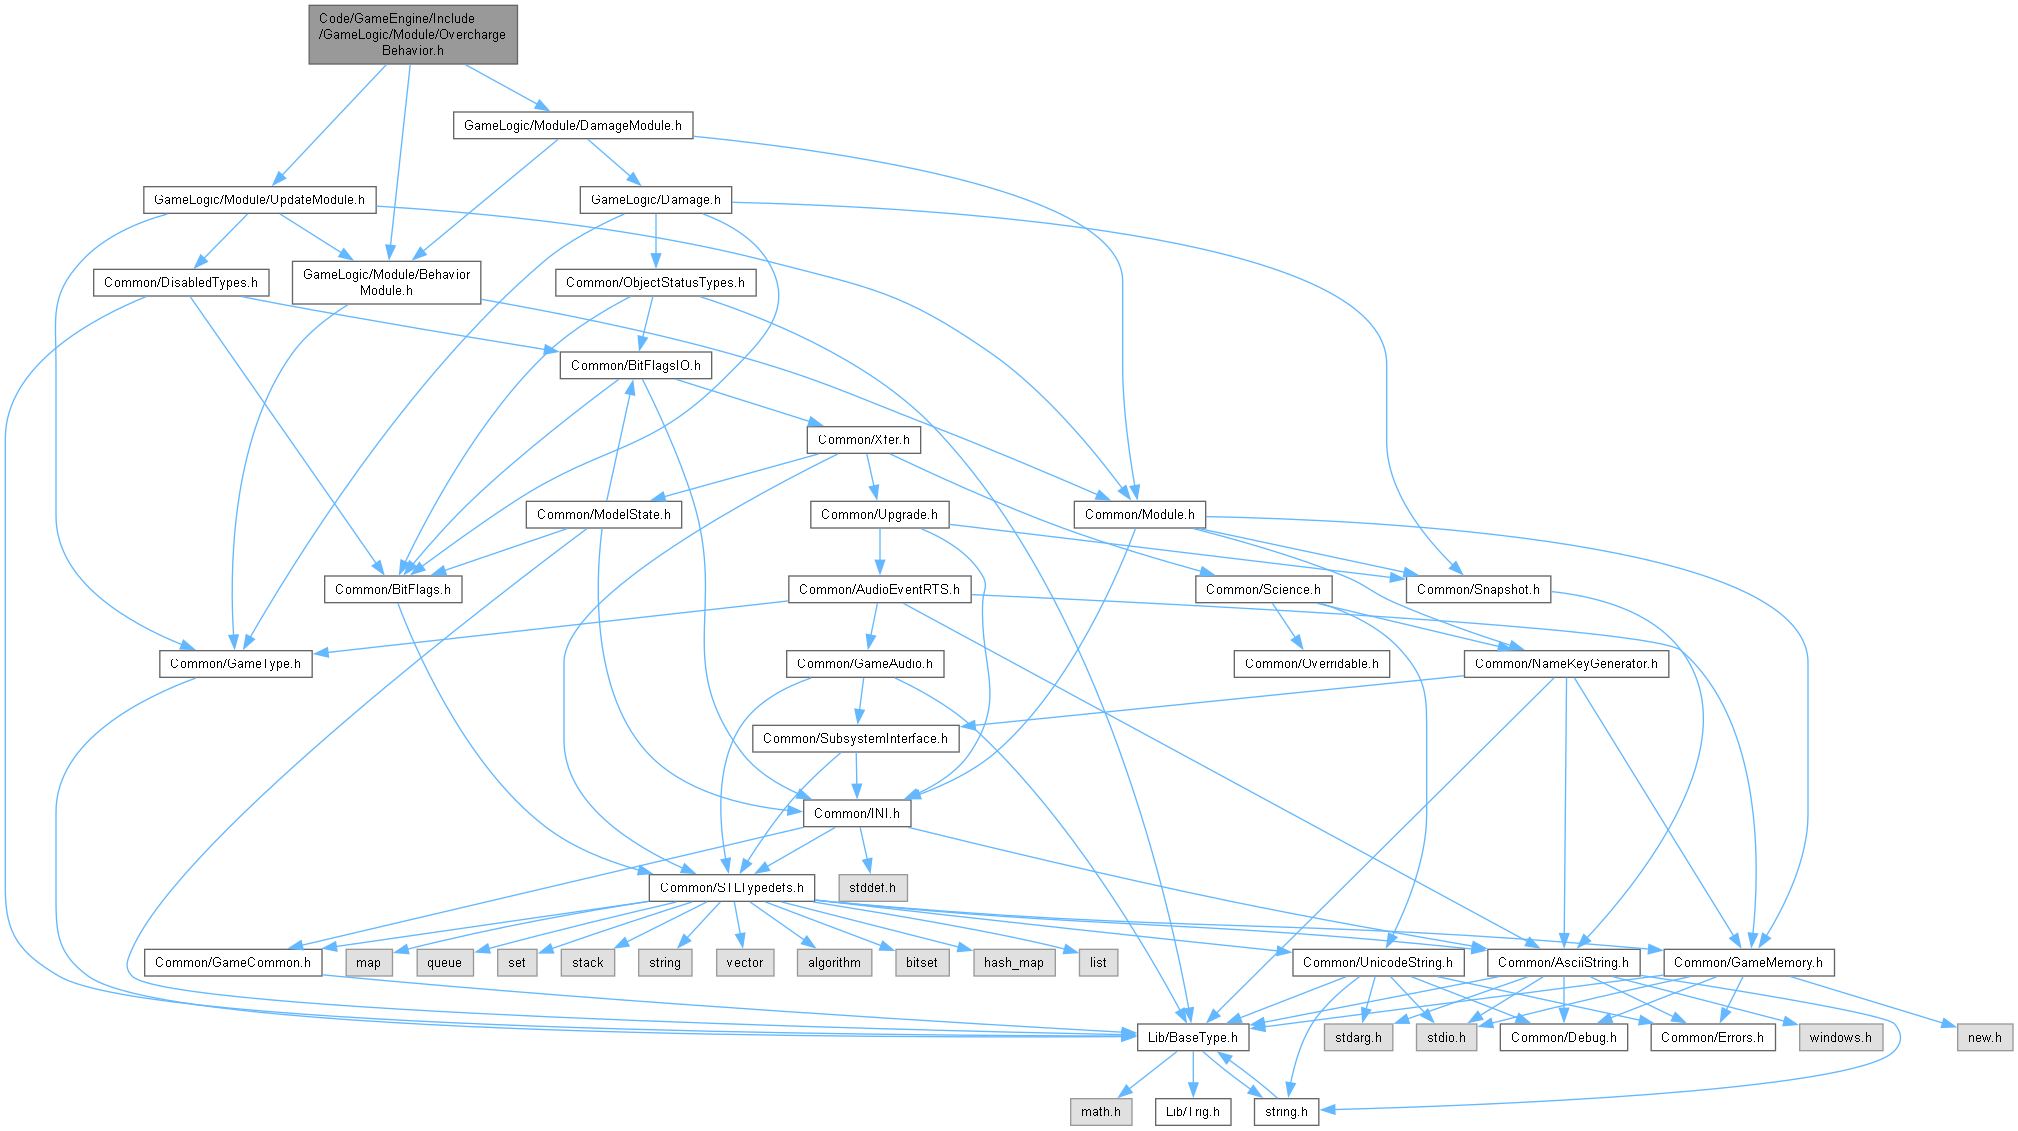 Code/GameEngine/Include
/GameLogic/Module/Overcharge
Behavior.h
GameLogic/Module/DamageModule.h
GameLogic/Module/UpdateModule.h
GameLogic/Damage.h
Common/DisabledTypes.h
GameLogic/Module/Behavior
Module.h
Common/ObjectStatusTypes.h
Common/BitFlagsIO.h
Common/Xfer.h
Common/ModelState.h
Common/Upgrade.h
Common/Module.h
Common/BitFlags.h
Common/AudioEventRTS.h
Common/Science.h
Common/Snapshot.h
Common/GameType.h
Common/GameAudio.h
Common/Overridable.h
Common/NameKeyGenerator.h
Common/SubsystemInterface.h
Common/INI.h
Common/STLTypedefs.h
stddef.h
Common/GameCommon.h
map
queue
set
stack
string
vector
algorithm
bitset
hash_map
list
Common/UnicodeString.h
Common/AsciiString.h
Common/GameMemory.h
Lib/BaseType.h
stdarg.h
stdio.h
Common/Debug.h
Common/Errors.h
windows.h
new.h
math.h
Lib/Trig.h
string.h